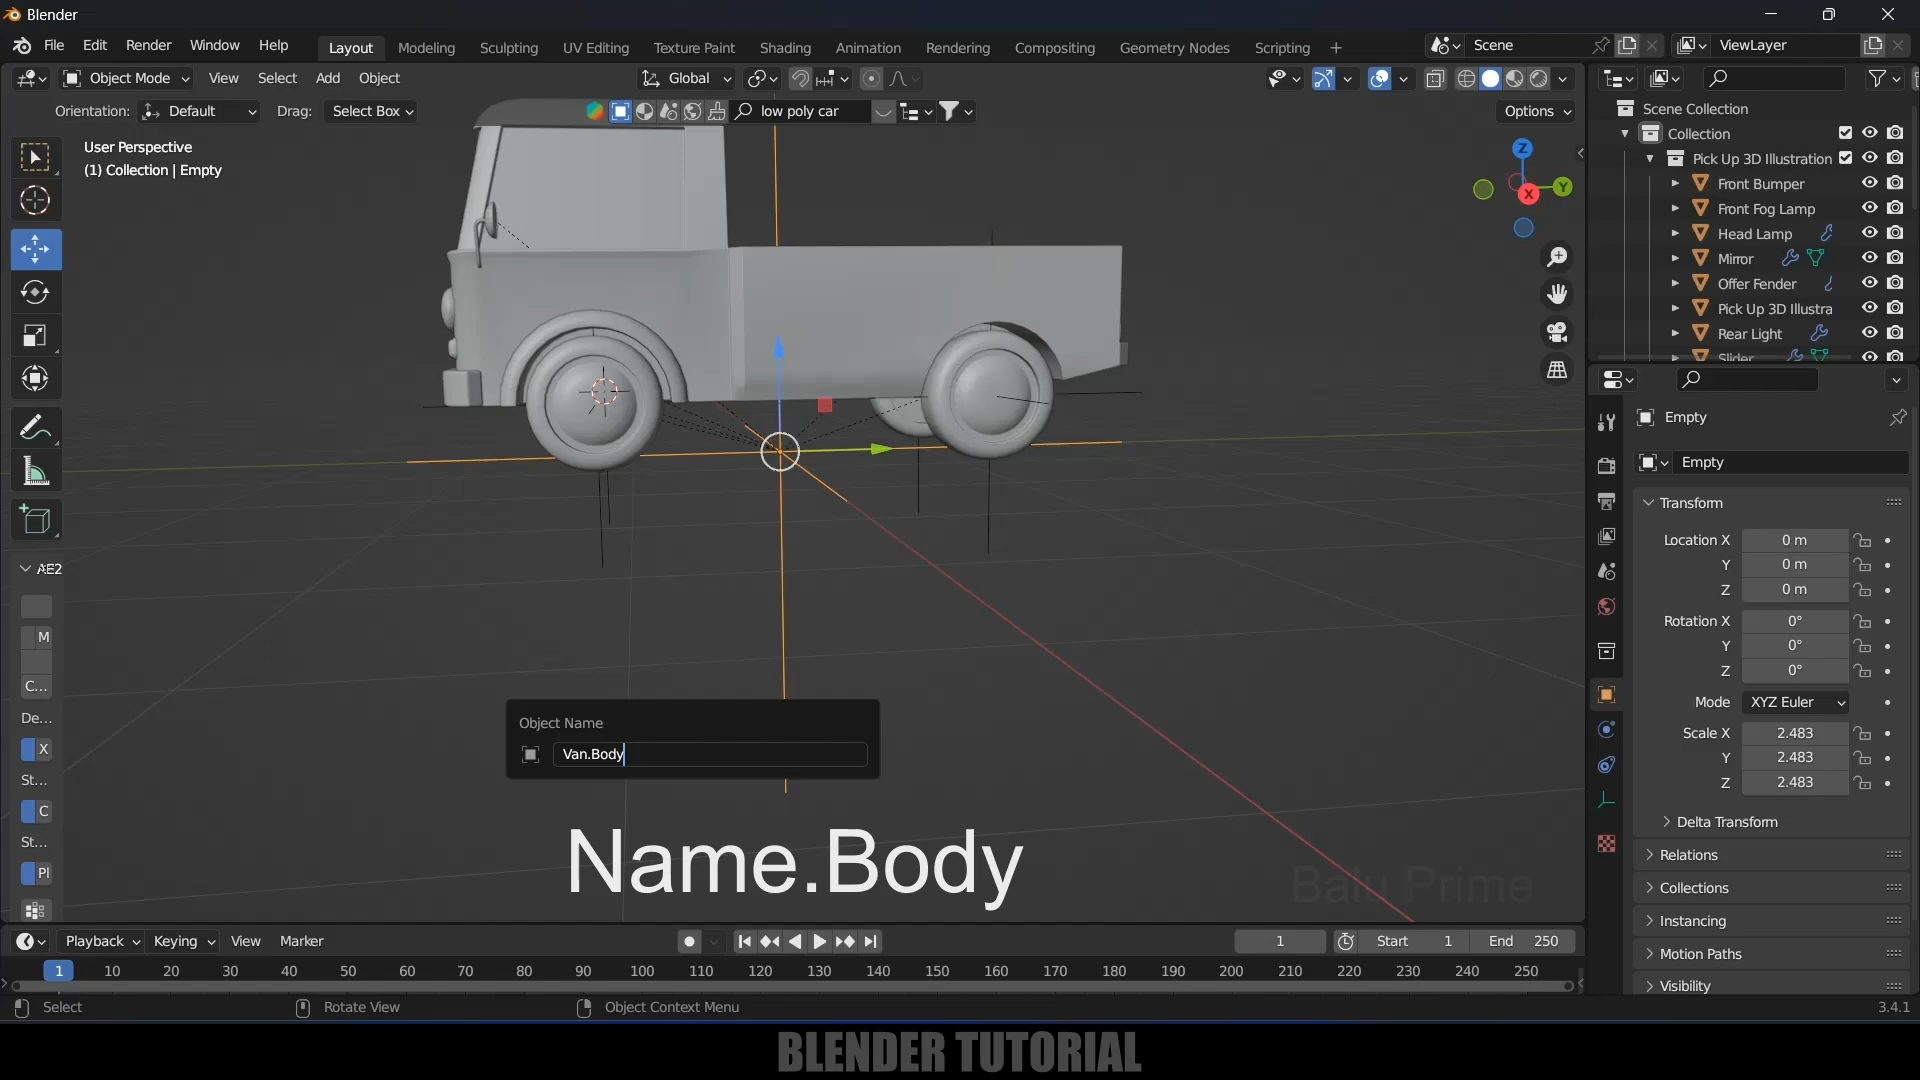 Blender
File Edit Render Window Help Layout Modeling Sculpting UV Editing Texture Paint Shading Animation Rendering Compositing Geometry Nodes Scripting + Scene ViewLayer
Object Mode View Select Add Object Global
Orientation: Default Drag: Select Box low poly car Options
User Perspective
(1) Collection | Empty
Z
Y
X
Scene Collection
Collection
Pick Up 3D Illustration
Front Bumper
Front Fog Lamp
Head Lamp
Mirror
Offer Fender
Pick Up 3D Illustra
Rear Light
Slider
Empty
Empty
Transform
Location X 0 m
Y 0 m
Z 0 m
Rotation X 0°
Y 0°
Z 0°
Mode XYZ Euler
Scale X 2.483
Y 2.483
Z 2.483
Delta Transform
Relations
Collections
Instancing
Motion Paths
Visibility
M
C...
De...
X
St...
C
St...
Pl
Object Name
Van.Body
Name.Body
Balu Prime
Playback Keying View Marker 1 Start 1 End 250
1 10 20 30 40 50 60 70 80 90 100 110 120 130 140 150 160 170 180 190 200 210 220 230 240 250
Select Rotate View Object Context Menu 3.4.1
BLENDER TUTORIAL